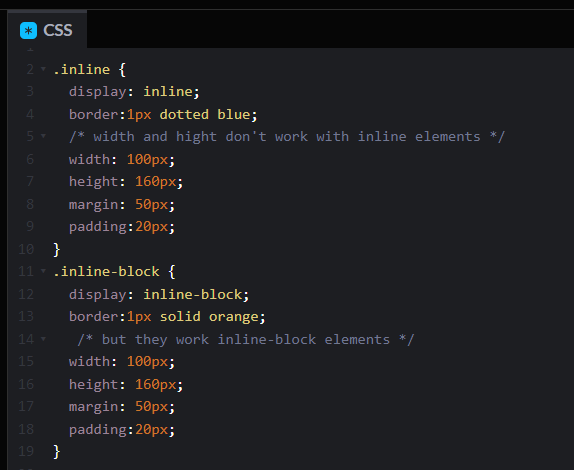 CSS
2 .inline {
3 display: inline;
4 border:1px dotted blue;
5 /* width and hight don't work with inline elements */
6 width: 100px;
7 height: 160px;
8 margin: 50px;
9 padding:20px;
10 }
11 .inline-block {
12 display: inline-block;
13 border:1px solid orange;
14 /* but they work inline-block elements */
15 width: 100px;
16 height: 160px;
17 margin: 50px;
18 padding:20px;
19 }